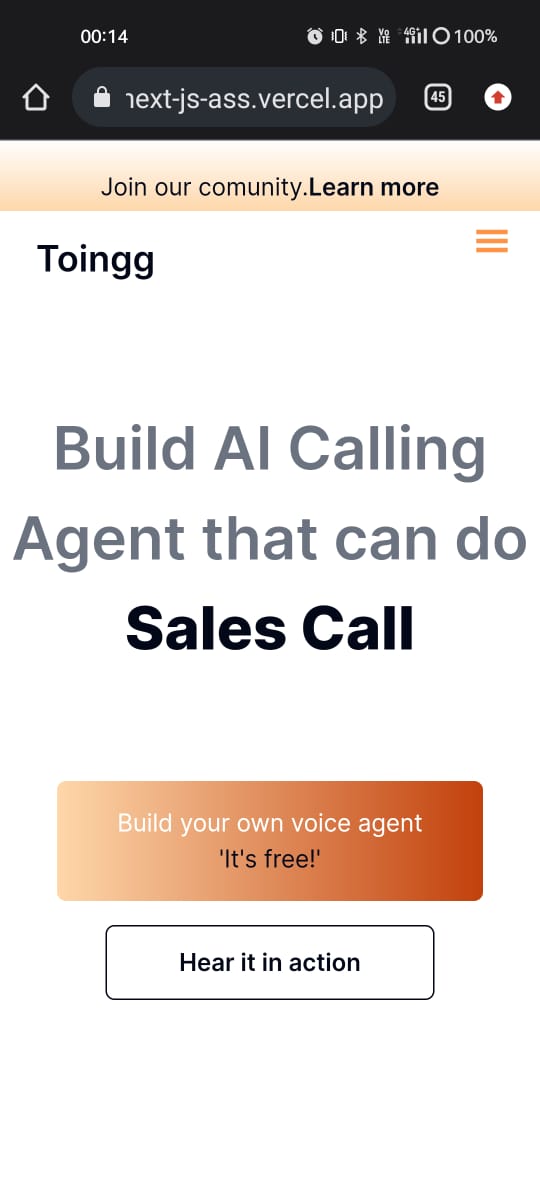 00:14
Vo LTE 4G+ 100%
next-js-ass.vercel.app
45
Join our comunity.Learn more
Toingg
Build AI Calling
Agent that can do
Sales Call
Build your own voice agent
'It's free!'
Hear it in action